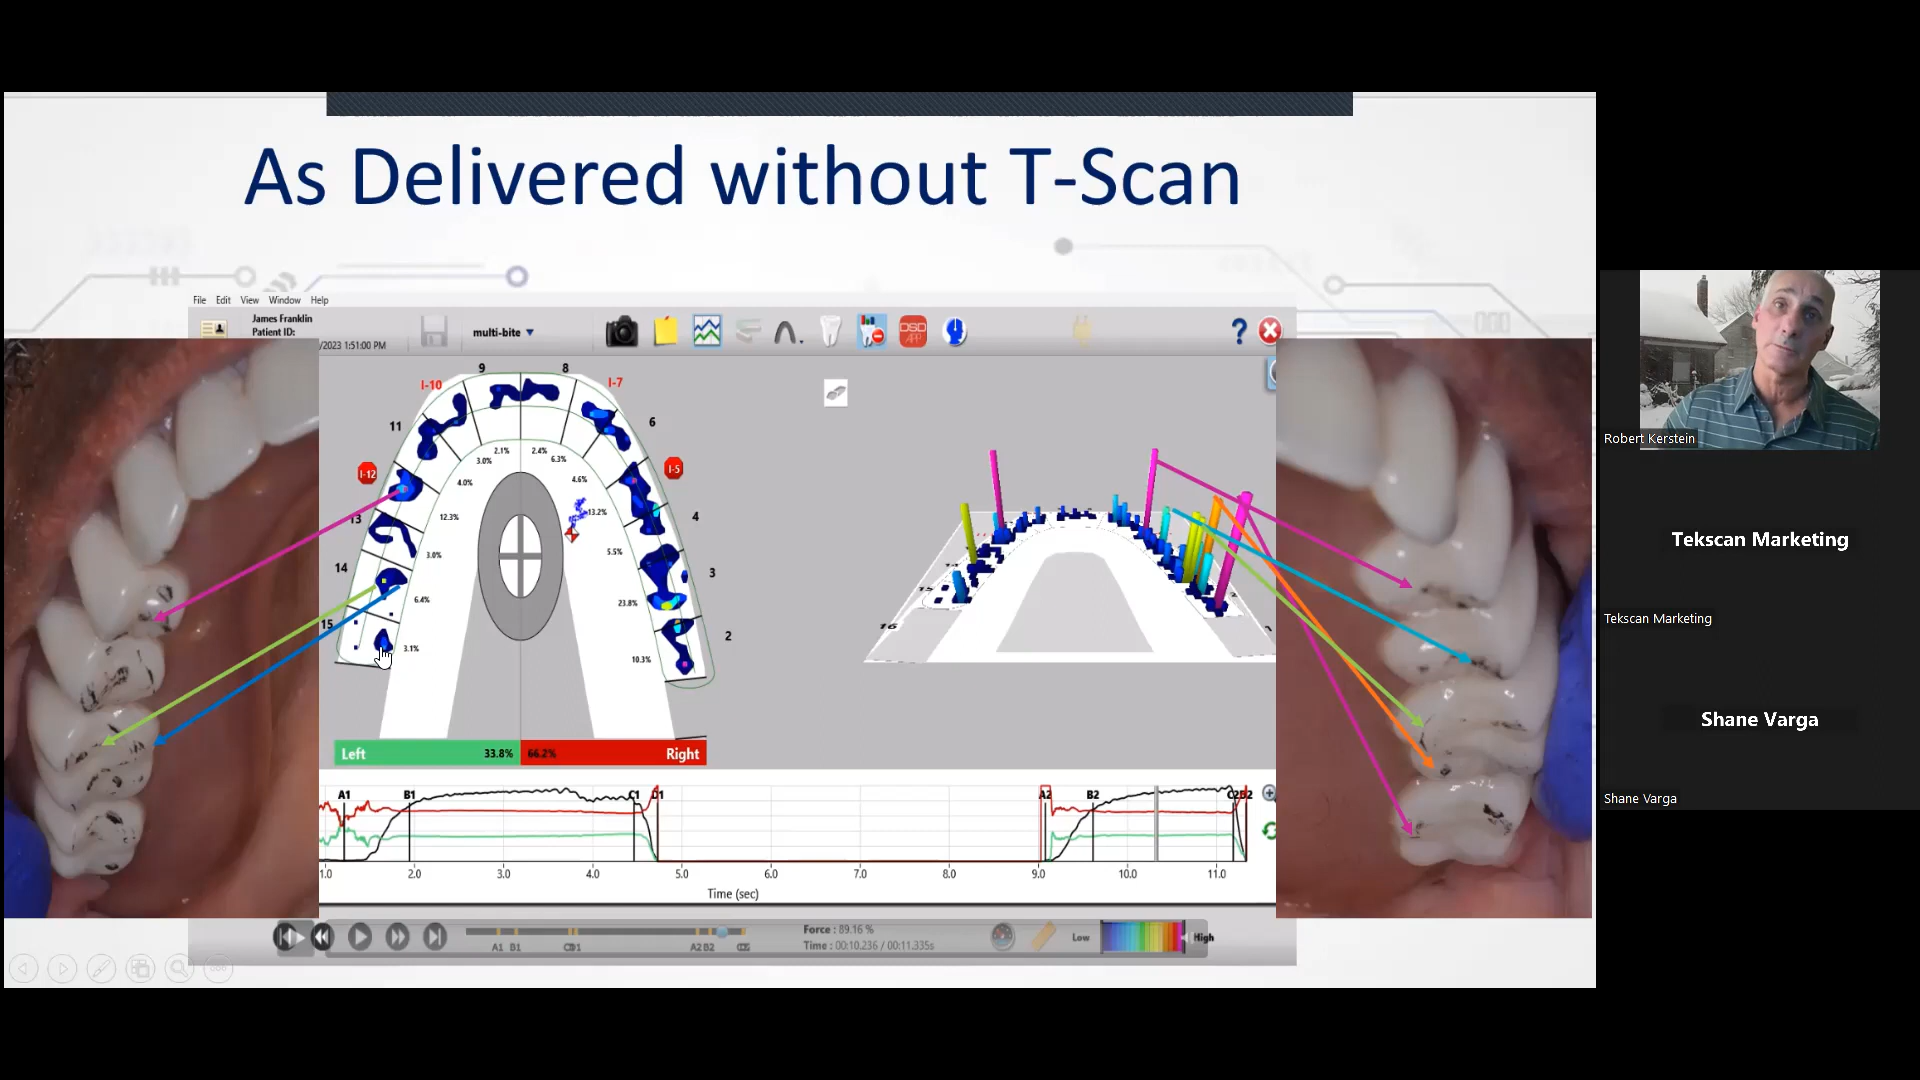 As Delivered without T-Scan
File Edit View Window Help
James Franklin
Patient ID:
/2023 1:51:00 PM
multi-bite
?
9 8
I-10 I-7
11 6
I-12 I-5
13 4
14 3
15 2
2.1% 2.4%
3.0% 6.3%
4.0% 4.6%
12.3% 13.2%
3.0% 5.5%
6.4% 23.8%
3.1% 10.3%
16
Left 33.8% 66.2% Right
A1 B1 C1 D1 A2 B2 C2D2
1.0 2.0 3.0 4.0 5.0 6.0 7.0 8.0 9.0 10.0 11.0
Time (sec)
A1 B1 A2 B2
Force : 89.16 %
Time : 00:10.236 / 00:11.335s
Low High
Robert Kerstein
Tekscan Marketing
Tekscan Marketing
Shane Varga
Shane Varga